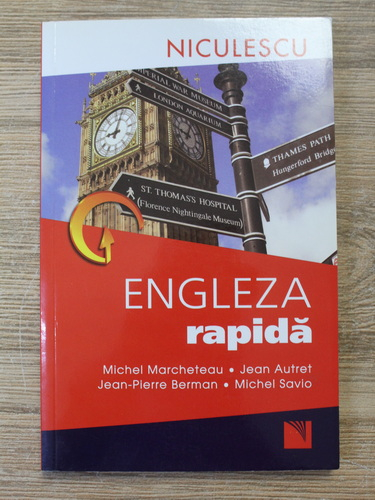 NICULESCU
IMPERIAL WAR MUSEUM
LONDON AQUARIUM
THAMES PATH
Hungerford Bridge
ST. THOMAS'S HOSPITAL
(Florence Nightingale Museum)
ENGLEZA
rapidă
Michel Marcheteau • Jean Autret
Jean-Pierre Berman • Michel Savio